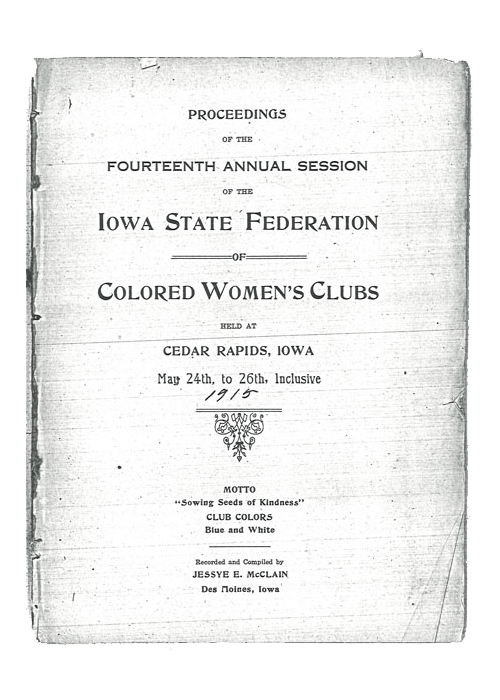 PROCEEDINGS
OF THE
FOURTEENTH ANNUAL SESSION
OF THE
IOWA STATE FEDERATION
OF
COLORED WOMEN'S CLUBS
HELD AT
CEDAR RAPIDS, IOWA
May 24th, to 26th, Inclusive
1915
MOTTO
"Sowing Seeds of Kindness"
CLUB COLORS
Blue and White
Recorded and Compiled by
JESSYE E. McCLAIN
Des Moines, Iowa